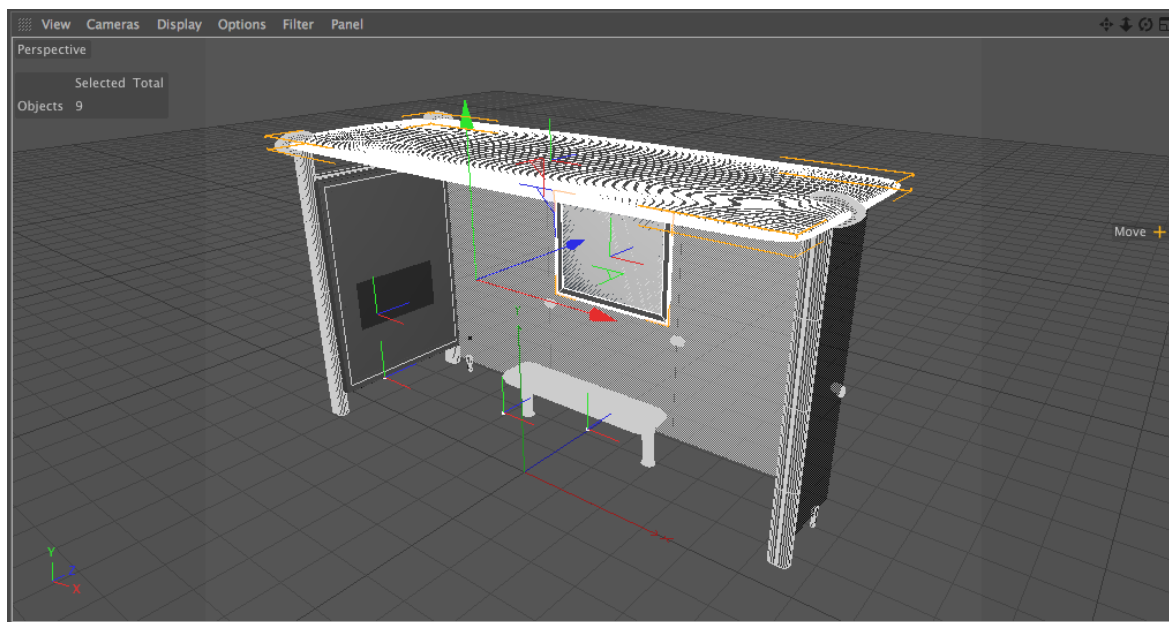 View Cameras Display Options Filter Panel
Perspective
Selected Total
Objects 9
Move
Y
Y
Z
X